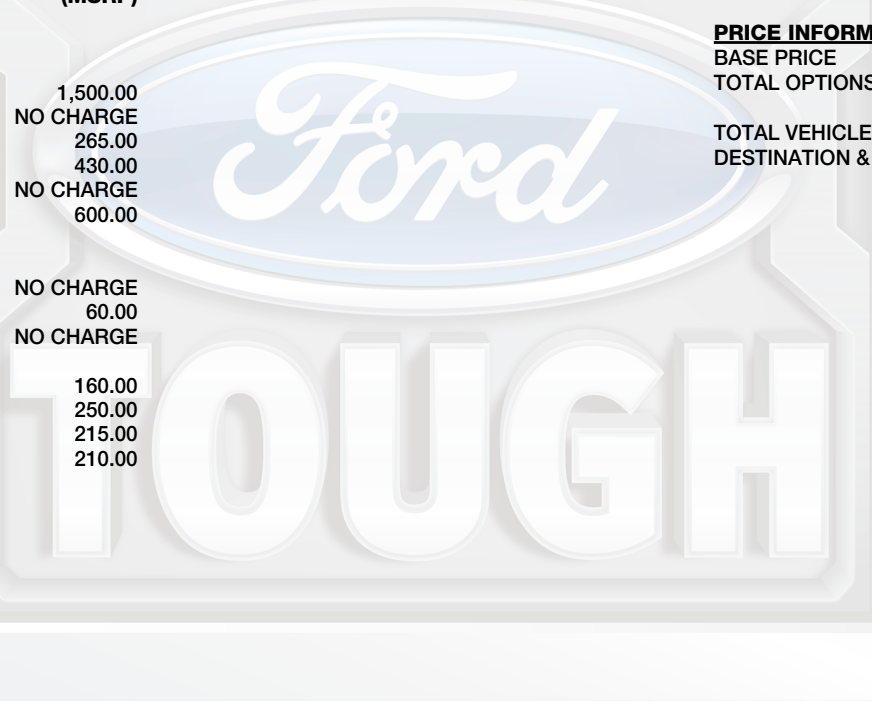 (MSRP)
1,500.00
NO CHARGE
265.00
430.00
NO CHARGE
600.00
NO CHARGE
60.00
NO CHARGE
160.00
250.00
215.00
210.00
PRICE INFORM
BASE PRICE
TOTAL OPTIONS
TOTAL VEHICLE
DESTINATION &
Ford
TOUGH